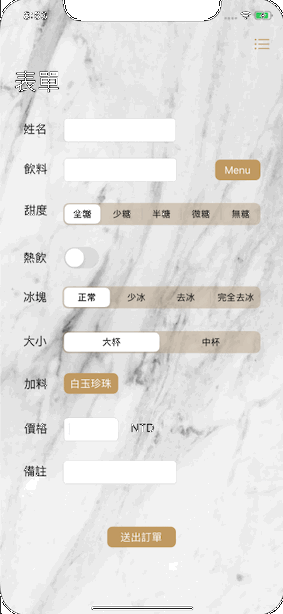 表單
姓名
飲料 Menu
甜度 全糖 少糖 半糖 微糖 無糖
熱飲
冰塊 正常 少冰 去冰 完全去冰
大小 大杯 中杯
加料 白玉珍珠
價格 NTD
備註
送出訂單